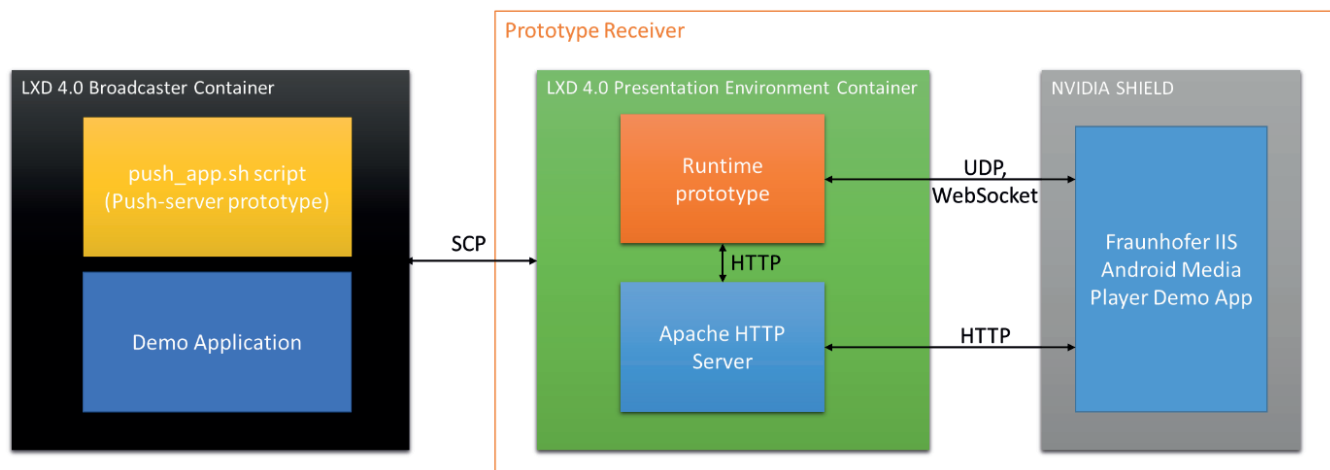 Prototype Receiver
LXD 4.0 Broadcaster Container
push_app.sh script
(Push-server prototype)
Demo Application
SCP
LXD 4.0 Presentation Environment Container
Runtime
prototype
HTTP
Apache HTTP
Server
UDP,
WebSocket
HTTP
NVIDIA SHIELD
Fraunhofer IIS
Android Media
Player Demo App